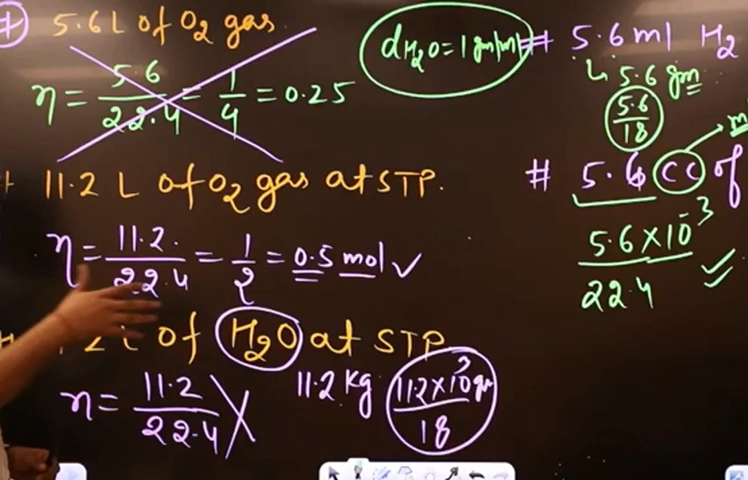 # 5.6 L of O2 gas
η = 5.6/22.4 = 1/4 = 0.25
11.2 L of O2 gas at STP.
η = 11.2/22.4 = 1/2 = 0.5 mol ✓
of H2O at STP
η = 11.2/22.4 X 11.2 Kg 11.2×10³ gm/18
dH2O = 1 gm/ml
# 5.6 ml H2
↳ 5.6 gm
5.6/18
# 5.6 CC of
5.6×10⁻³/22.4 ✓✓